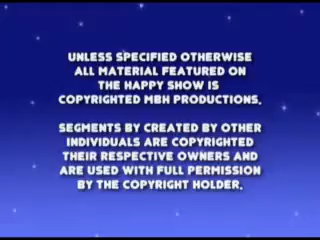 UNLESS SPECIFIED OTHERWISE
ALL MATERIAL FEATURED ON
THE HAPPY SHOW IS
COPYRIGHTED MBH PRODUCTIONS.
SEGMENTS BY CREATED BY OTHER
INDIVIDUALS ARE COPYRIGHTED
THEIR RESPECTIVE OWNERS AND
ARE USED WITH FULL PERMISSION
BY THE COPYRIGHT HOLDER.